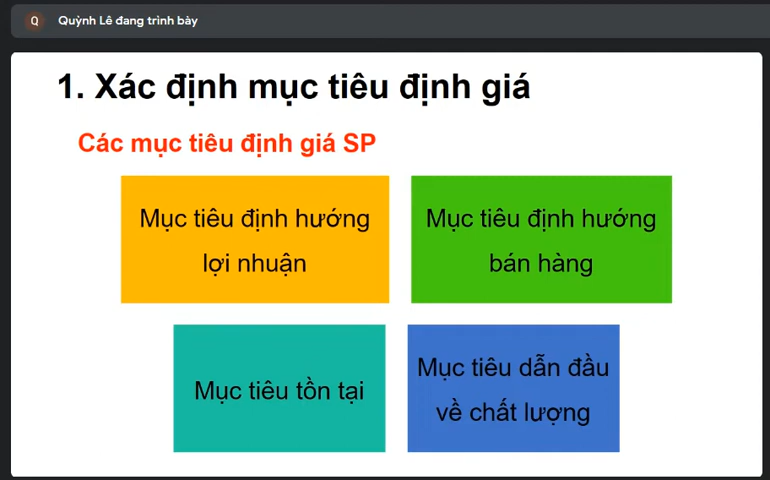 Q Quỳnh Lê đang trình bày
1. Xác định mục tiêu định giá
Các mục tiêu định giá SP
Mục tiêu định hướng
lợi nhuận
Mục tiêu định hướng
bán hàng
Mục tiêu tồn tại
Mục tiêu dẫn đầu
về chất lượng